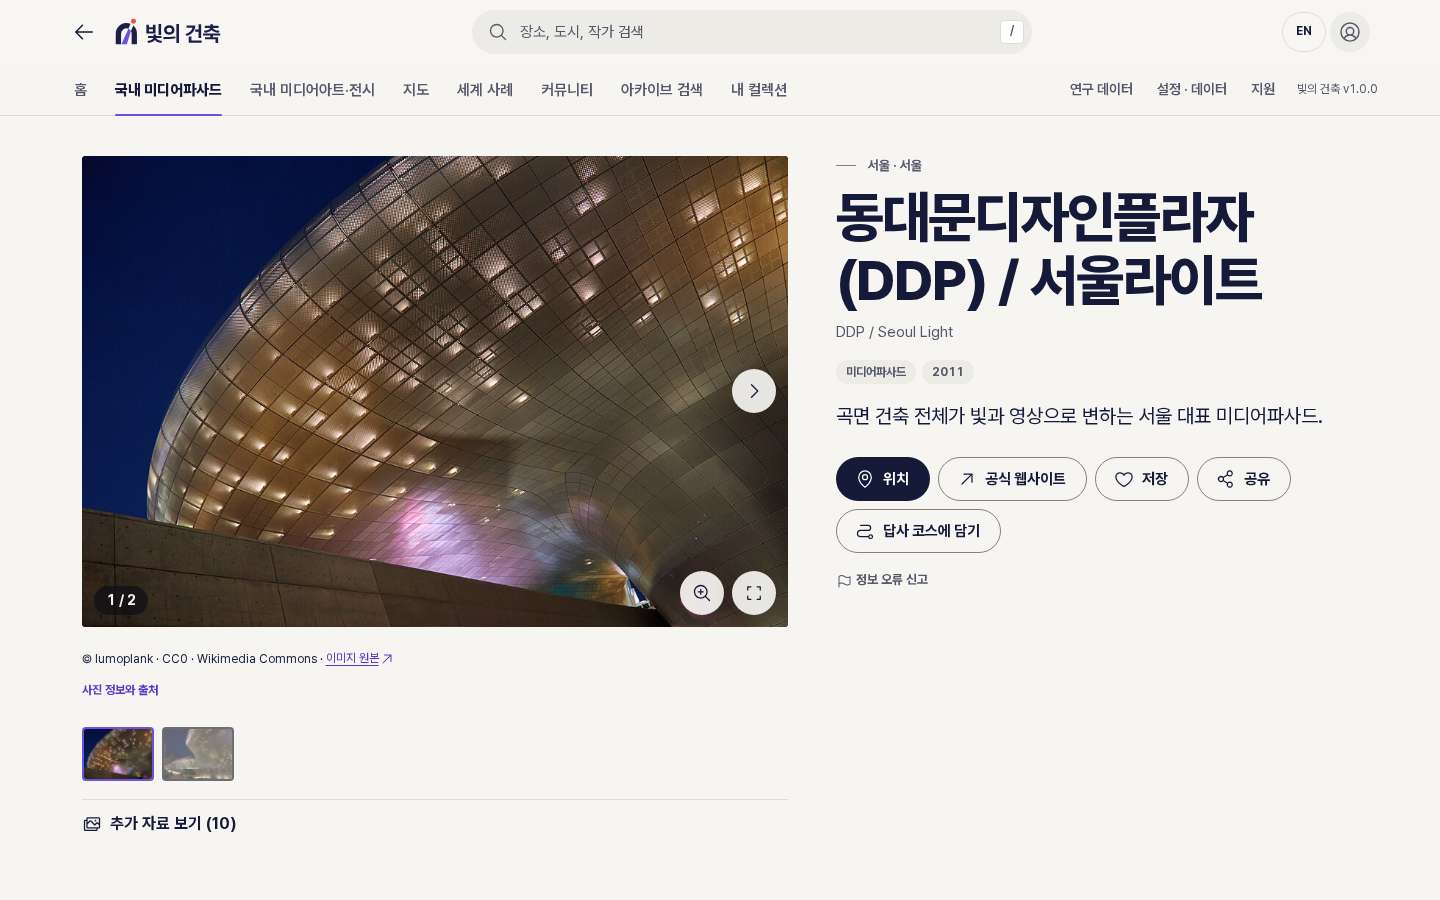 빛의 건축
장소, 도시, 작가 검색
/
EN
홈
국내 미디어파사드
국내 미디어아트·전시
지도
세계 사례
커뮤니티
아카이브 검색
내 컬렉션
연구 데이터
설정 · 데이터
지원
빛의 건축 v1.0.0
서울 · 서울
동대문디자인플라자
(DDP) / 서울라이트
DDP / Seoul Light
미디어파사드
2011
곡면 건축 전체가 빛과 영상으로 변하는 서울 대표 미디어파사드.
위치
공식 웹사이트
저장
공유
답사 코스에 담기
정보 오류 신고
1 / 2
© lumoplank · CC0 · Wikimedia Commons · 이미지 원본
사진 정보와 출처
추가 자료 보기 (10)